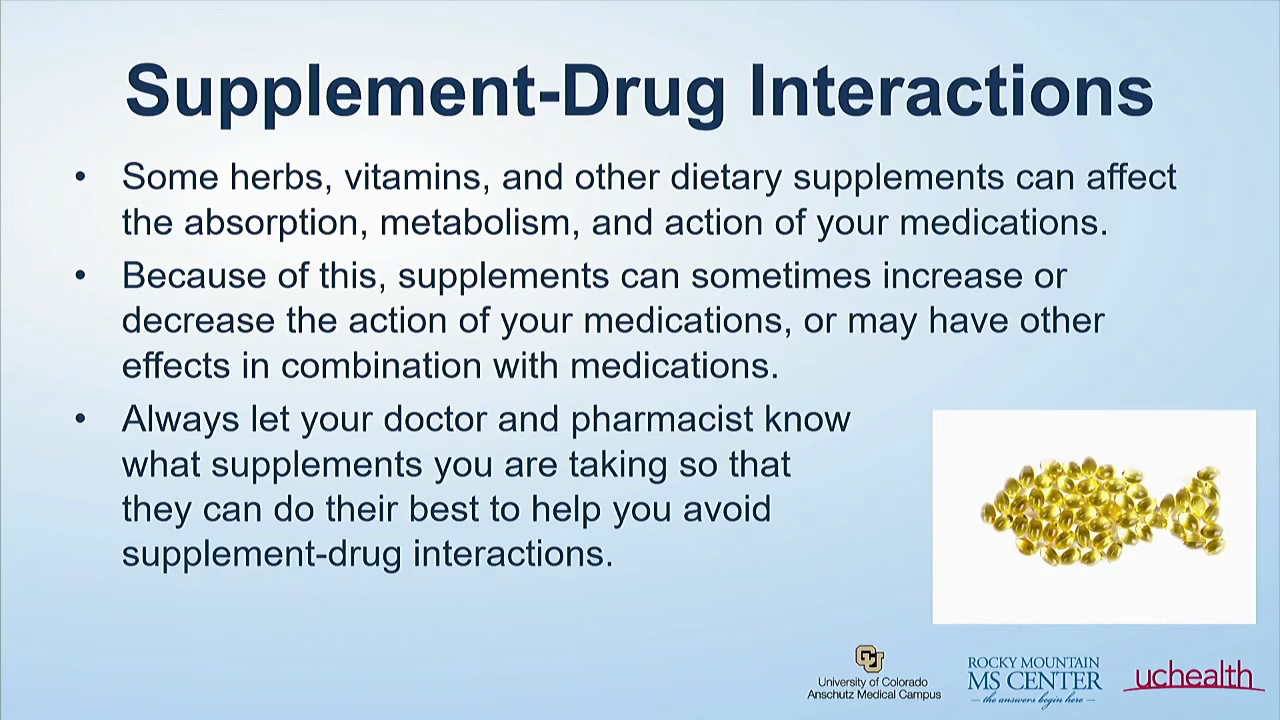 Supplement-Drug Interactions
• Some herbs, vitamins, and other dietary supplements can affect
the absorption, metabolism, and action of your medications.
• Because of this, supplements can sometimes increase or
decrease the action of your medications, or may have other
effects in combination with medications.
• Always let your doctor and pharmacist know
what supplements you are taking so that
they can do their best to help you avoid
supplement-drug interactions.
CU
University of Colorado
Anschutz Medical Campus
ROCKY MOUNTAIN
MS CENTER
— the answers begin here —
uchealth